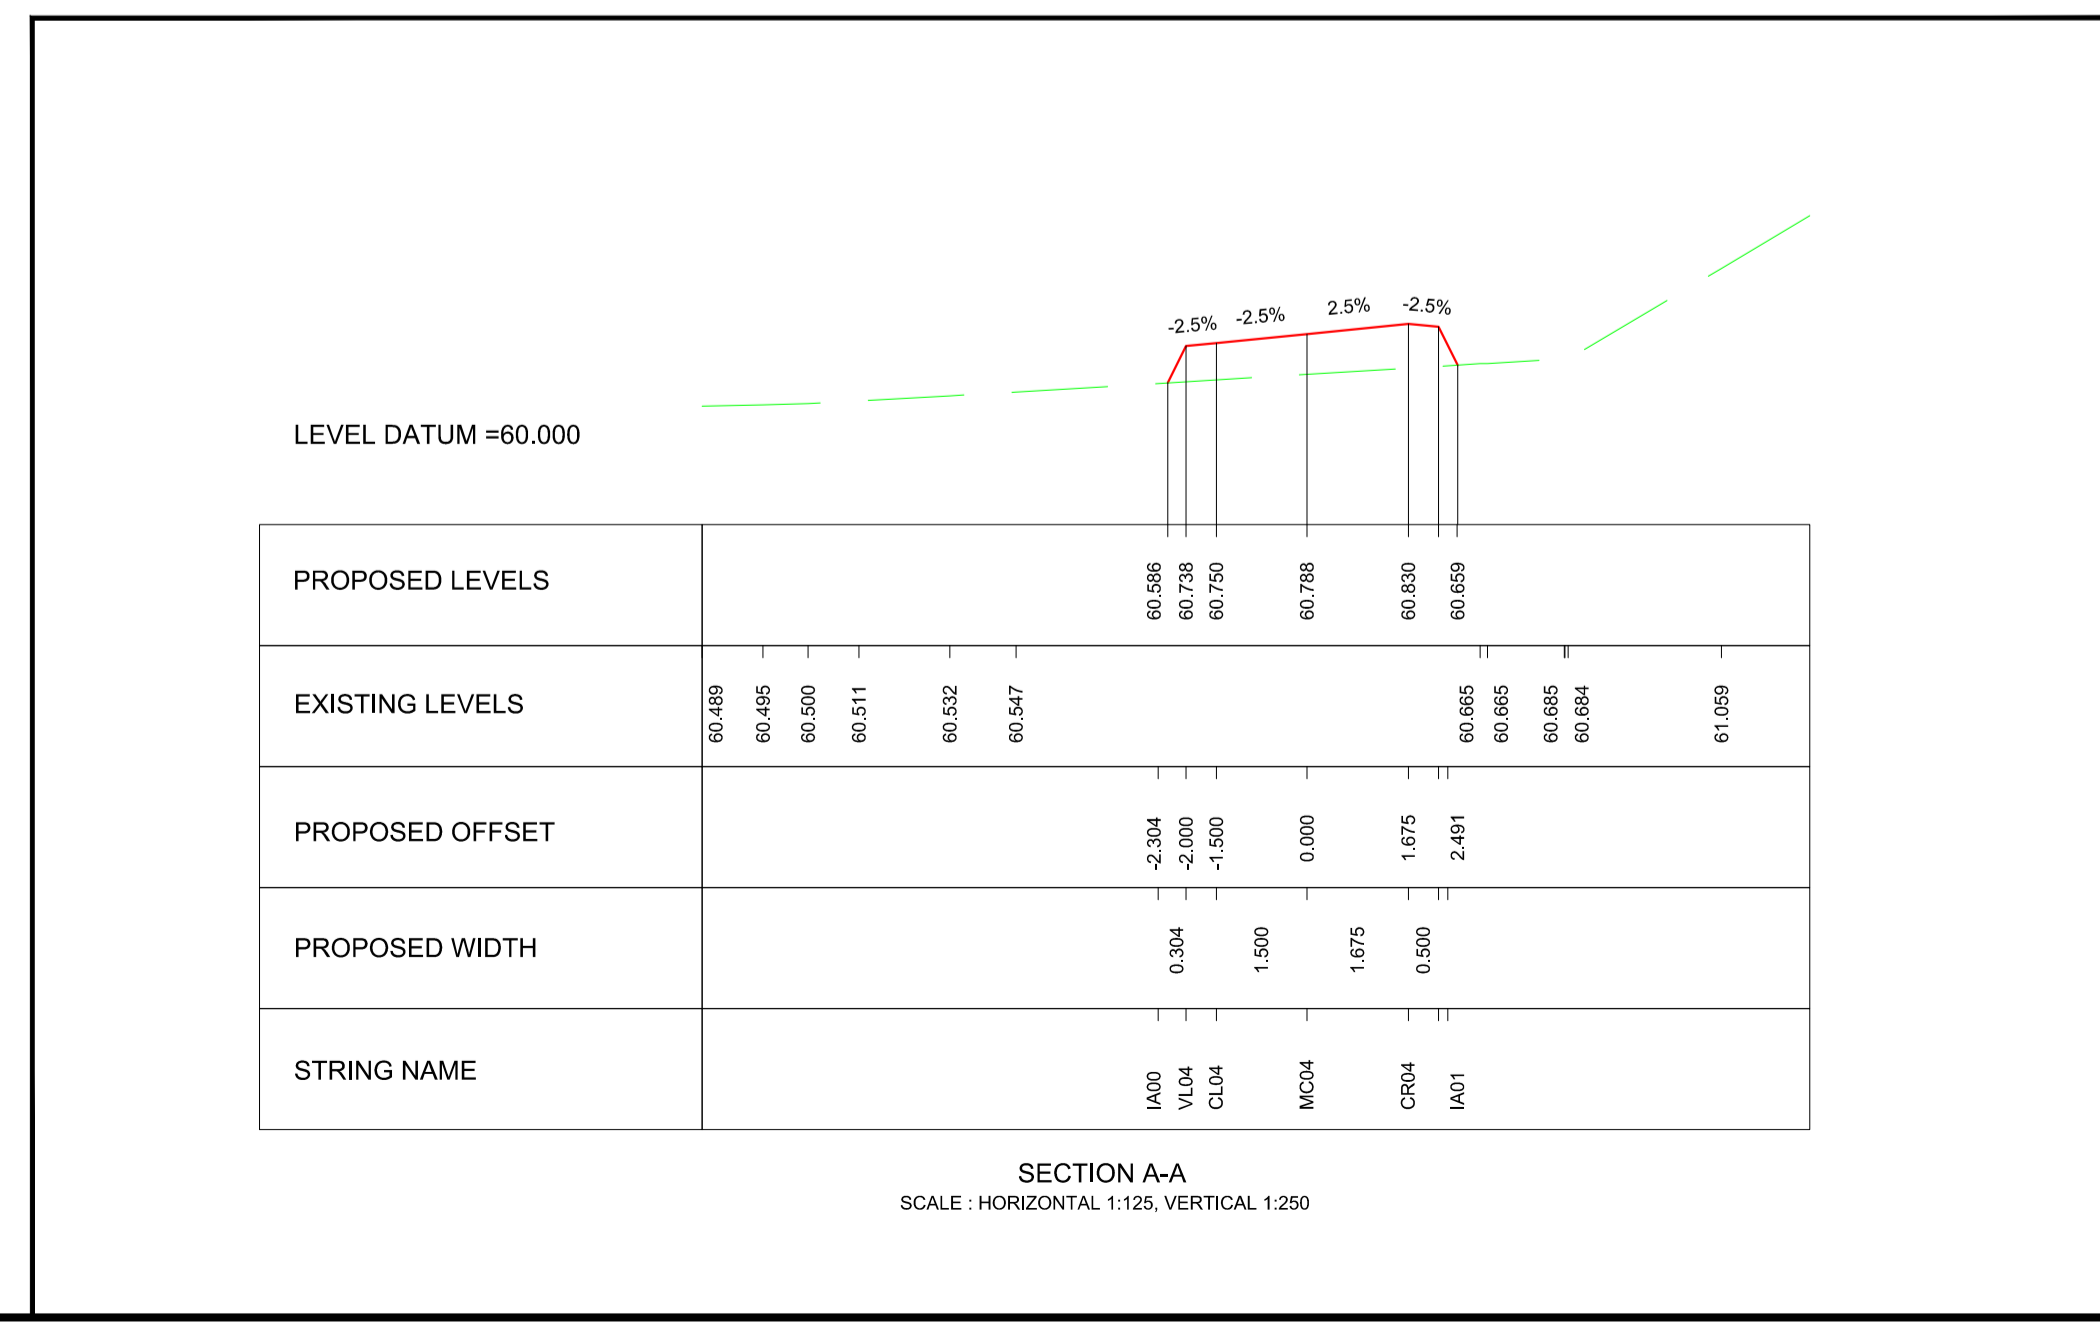 -2.5% -2.5% 2.5% -2.5%
LEVEL DATUM =60.000
PROPOSED LEVELS 60.586 60.738 60.750 60.788 60.830 60.659
EXISTING LEVELS 60.489 60.495 60.500 60.511 60.532 60.547 60.665 60.665 60.685 60.684 61.059
PROPOSED OFFSET -2.304 -2.000 -1.500 0.000 1.675 2.491
PROPOSED WIDTH 0.304 1.500 1.675 0.500
STRING NAME IA00 VL04 CL04 MC04 CR04 IA01
SECTION A-A
SCALE : HORIZONTAL 1:125, VERTICAL 1:250